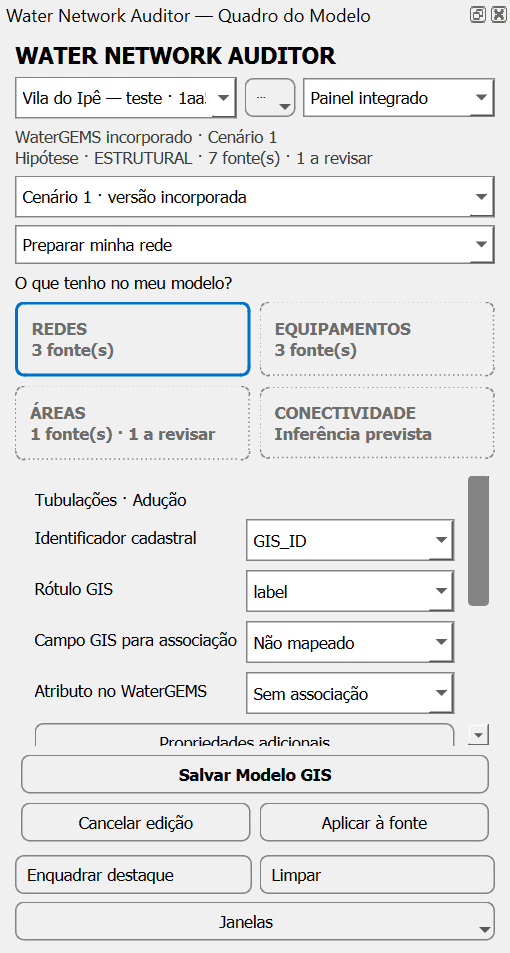 Water Network Auditor — Quadro do Modelo
WATER NETWORK AUDITOR
Vila do Ipê — teste · 1aa
...
Painel integrado
WaterGEMS incorporado · Cenário 1
Hipótese · ESTRUTURAL · 7 fonte(s) · 1 a revisar
Cenário 1 · versão incorporada
Preparar minha rede
O que tenho no meu modelo?
REDES
3 fonte(s)
EQUIPAMENTOS
3 fonte(s)
ÁREAS
1 fonte(s) · 1 a revisar
CONECTIVIDADE
Inferência prevista
Tubulações · Adução
Identificador cadastral
GIS_ID
Rótulo GIS
label
Campo GIS para associação
Não mapeado
Atributo no WaterGEMS
Sem associação
Propriedades adicionais
Salvar Modelo GIS
Cancelar edição
Aplicar à fonte
Enquadrar destaque
Limpar
Janelas